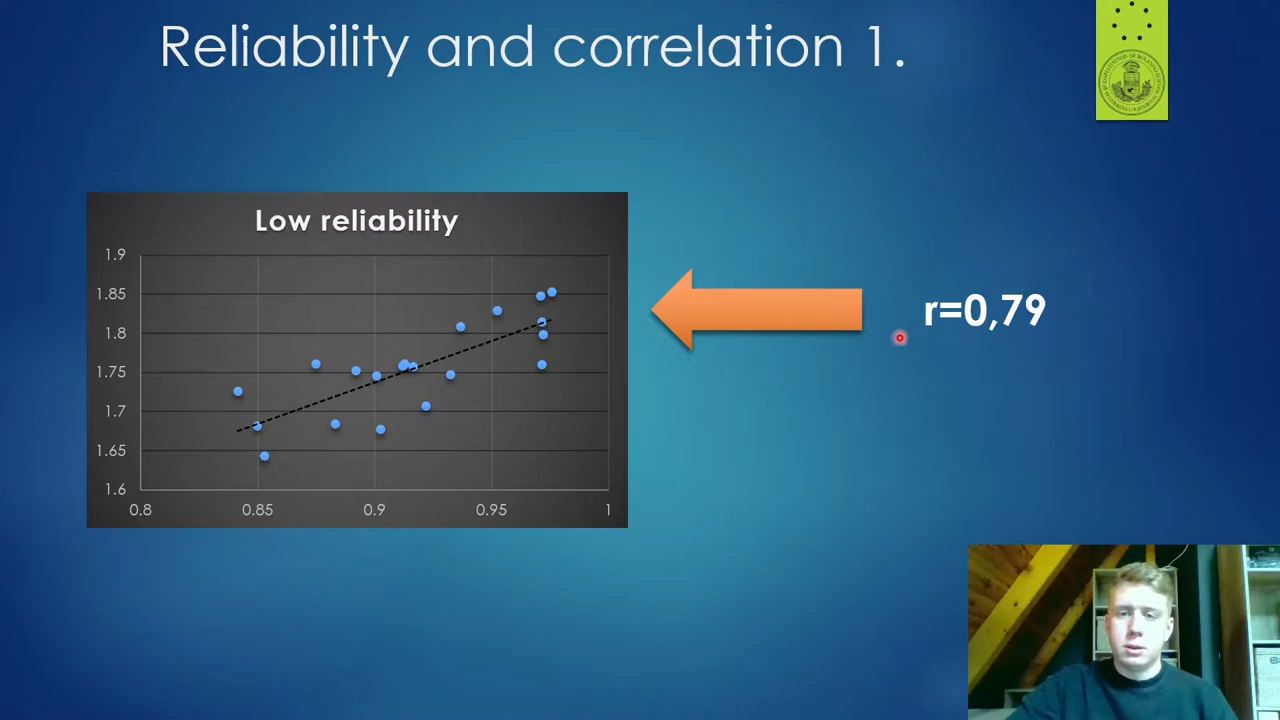 Reliability and correlation 1.
Low reliability
1.9
1.85
1.8
1.75
1.7
1.65
1.6
0.8 0.85 0.9 0.95 1
r=0,79